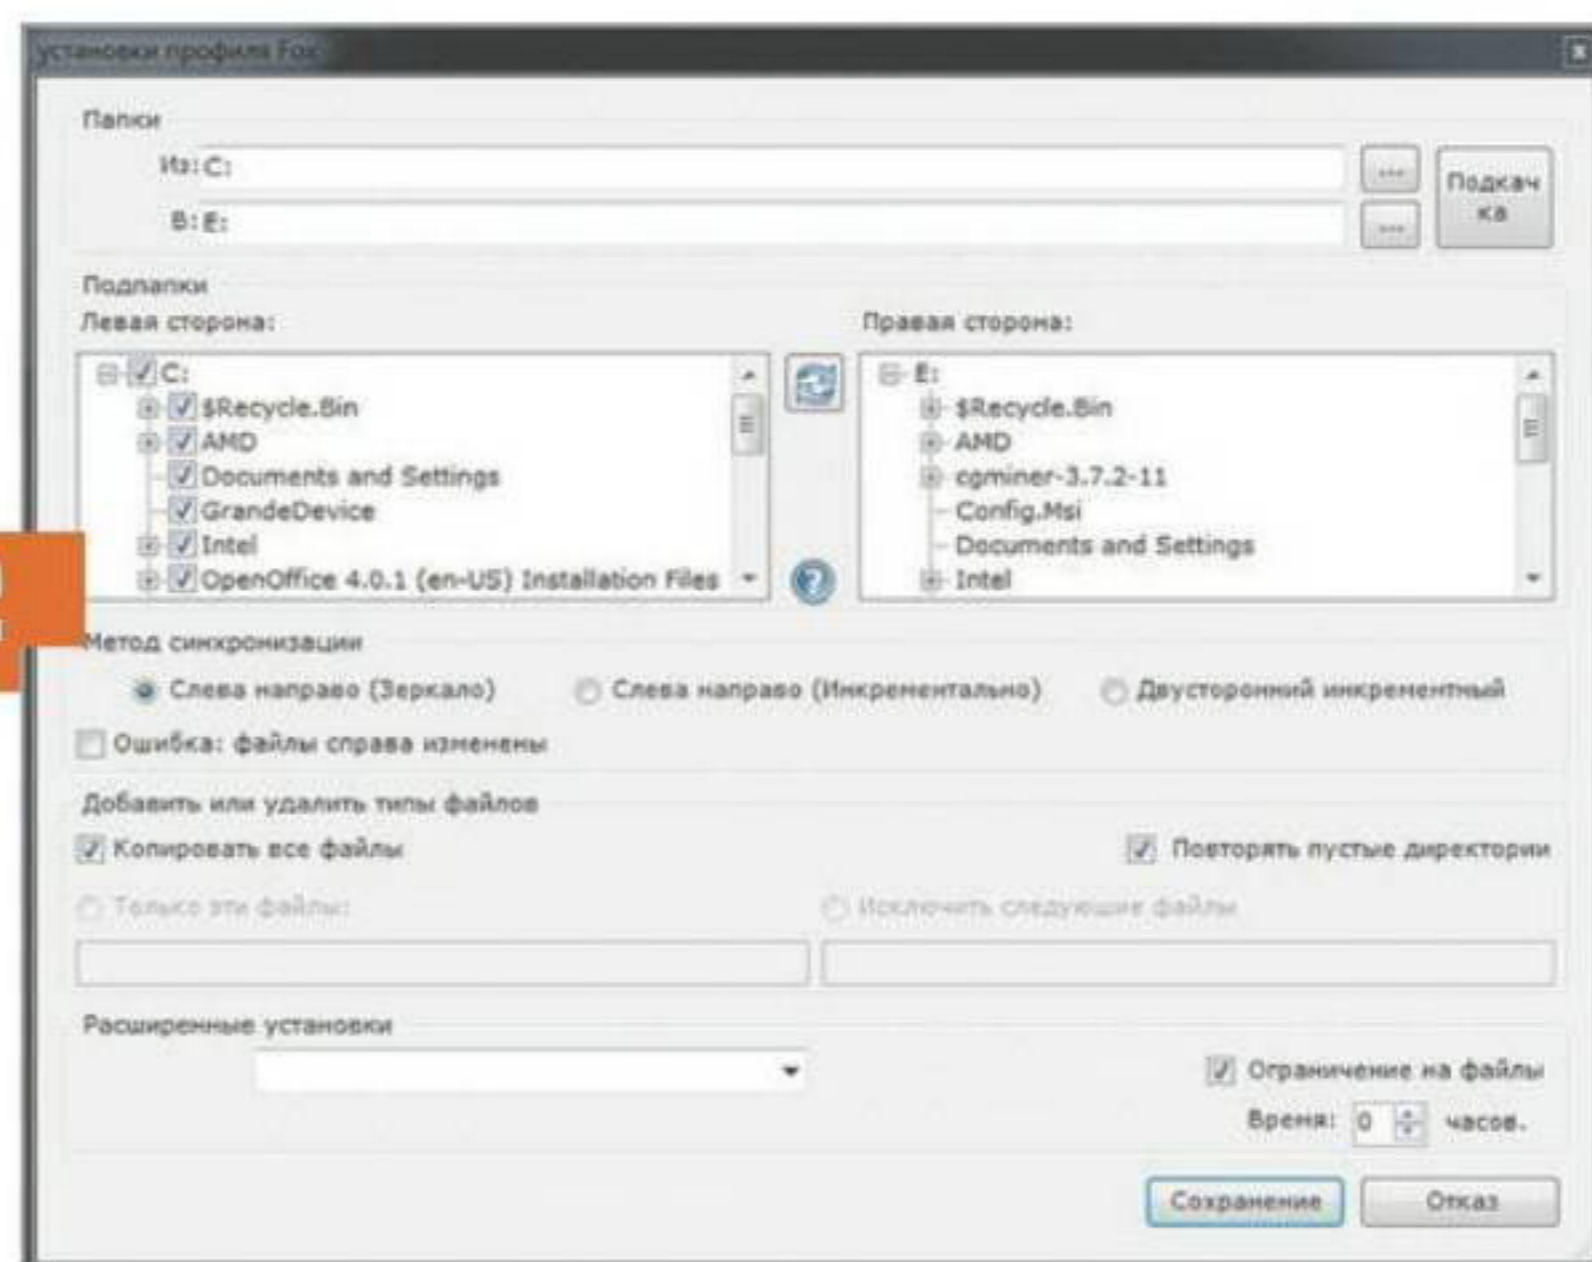 установки профиля Fox
Папки
Из: C:
...
Подкач
ка
В: E:
...
Подпапки
Левая сторона:
Правая сторона:
C:
$Recycle.Bin
AMD
Documents and Settings
GrandeDevice
Intel
OpenOffice 4.0.1 (en-US) Installation Files
?
E:
$Recycle.Bin
AMD
cgminer-3.7.2-11
Config.Msi
Documents and Settings
Intel
Метод синхронизации
Слева направо (Зеркало)
Слева направо (Инкрементально)
Двусторонний инкрементный
Ошибка: файлы справа изменены
Добавить или удалить типы файлов
Копировать все файлы
Повторять пустые директории
Только эти файлы:
Исключить следующие файлы
Расширенные установки
Ограничение на файлы
Время: 0 часов.
Сохранение
Отказ